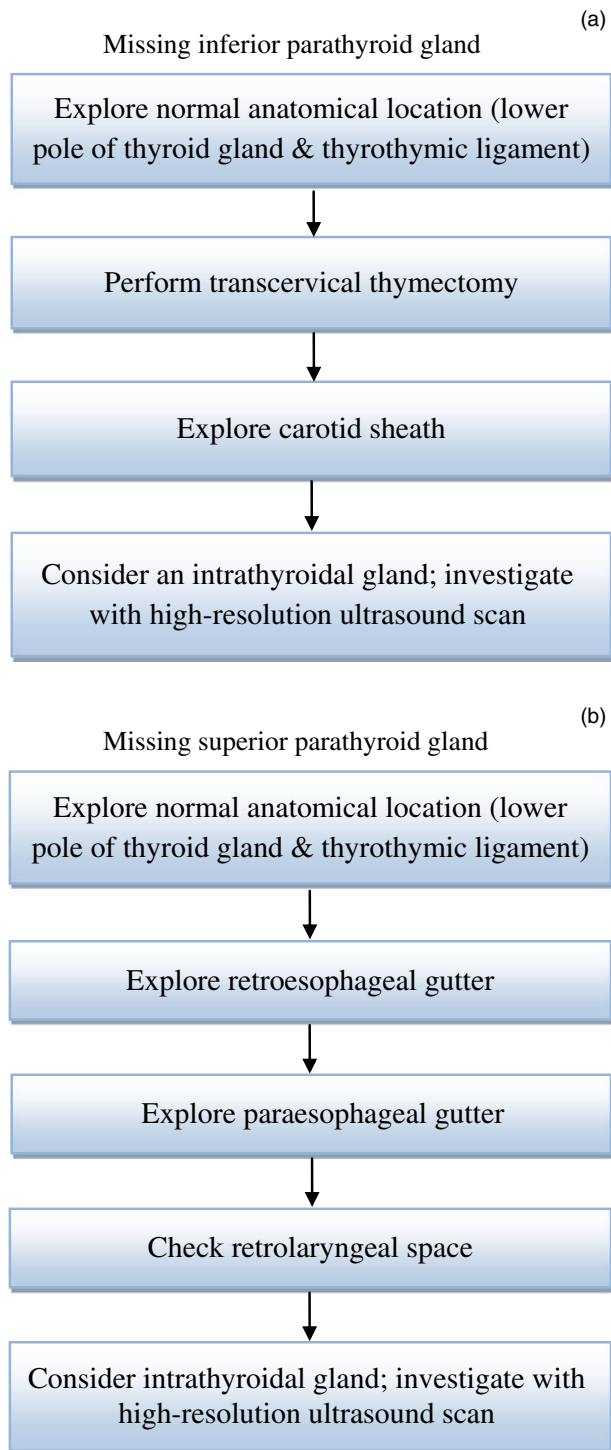 (a)
Missing inferior parathyroid gland
Explore normal anatomical location (lower
pole of thyroid gland & thyrothymic ligament)
Perform transcervical thymectomy
Explore carotid sheath
Consider an intrathyroidal gland; investigate
with high-resolution ultrasound scan
(b)
Missing superior parathyroid gland
Explore normal anatomical location (lower
pole of thyroid gland & thyrothymic ligament)
Explore retroesophageal gutter
Explore paraesophageal gutter
Check retrolaryngeal space
Consider intrathyroidal gland; investigate with
high-resolution ultrasound scan